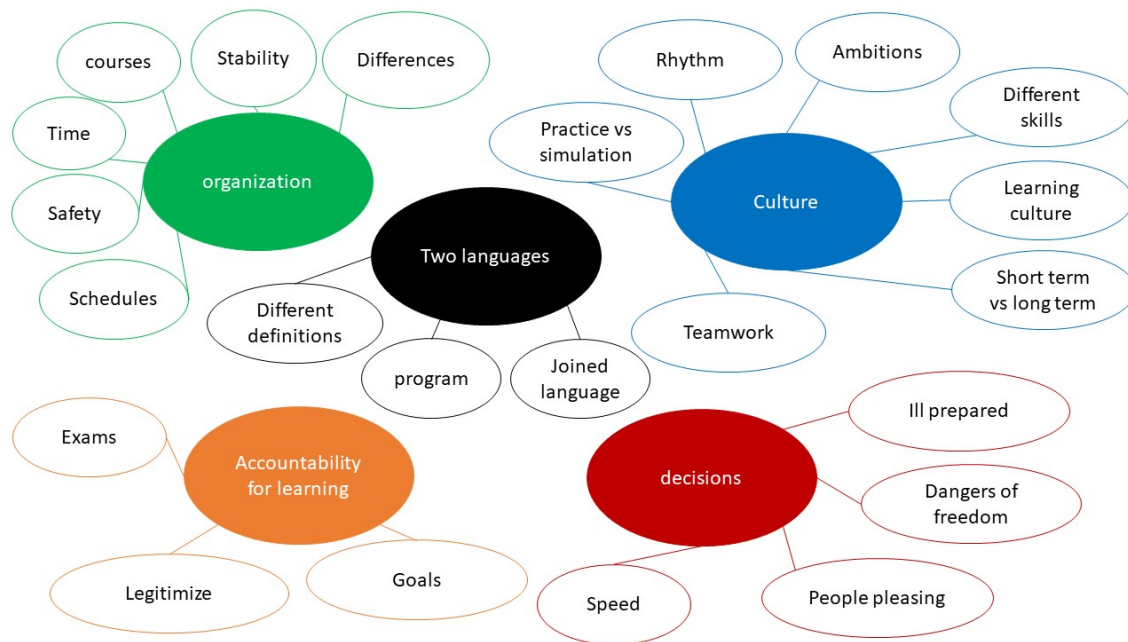 courses
Stability
Differences
Time
Safety
Schedules
organization
Two languages
Different
definitions
program
Joined
language
Rhythm
Ambitions
Practice vs
simulation
Different
skills
Culture
Learning
culture
Short term
vs long term
Teamwork
Exams
Accountability
for learning
Legitimize
Goals
decisions
Ill prepared
Dangers of
freedom
People pleasing
Speed